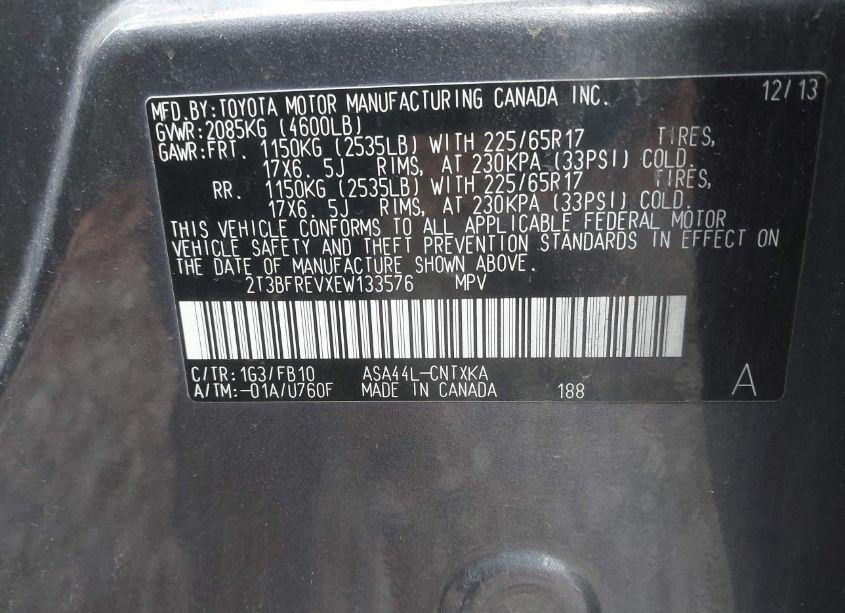 MFD.BY:TOYOTA MOTOR MANUFACTURING CANADA INC. 12/13
GVWR:2085KG (4600LB)
GAWR:FRT. 1150KG (2535LB) WITH 225/65R17 TIRES,
17X6. 5J RIMS, AT 230KPA (33PSI) COLD.
RR. 1150KG (2535LB) WITH 225/65R17 TIRES,
17X6. 5J RIMS, AT 230KPA (33PSI) COLD.
THIS VEHICLE CONFORMS TO ALL APPLICABLE FEDERAL MOTOR
VEHICLE SAFETY AND THEFT PREVENTION STANDARDS IN EFFECT ON
THE DATE OF MANUFACTURE SHOWN ABOVE.
2T3BFREVXEW133576 MPV
C/TR:1G3/FB10 ASA44L-CNTXKA
A/TM:-01A/U760F MADE IN CANADA 188 A